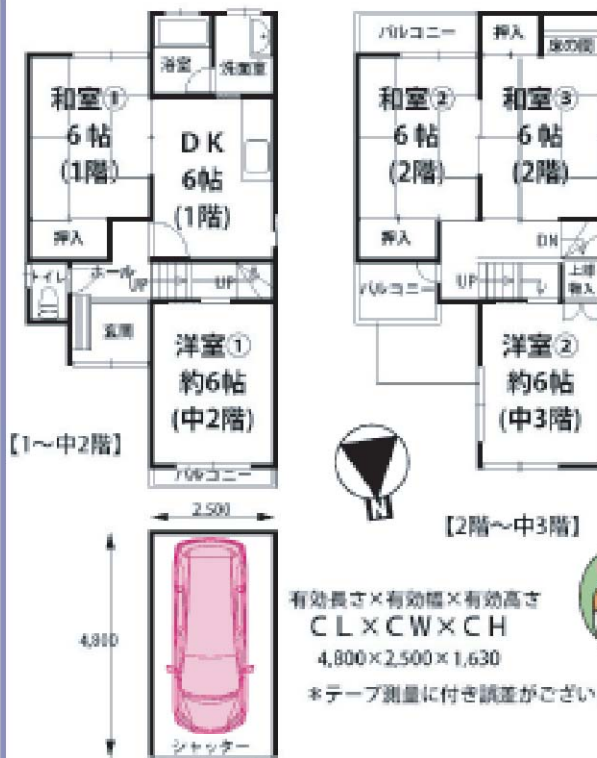 浴室
洗面室
和室①
6帖
(1階)
DK
6帖
(1階)
押入
トイレ
ホール
UP
UP
玄関
洋室①
約6帖
(中2階)
バルコニー
【1〜中2階】
バルコニー
押入
床の間
和室②
6帖
(2階)
和室③
6帖
(2階)
押入
DN
バルコニー
UP
洋室②
約6帖
(中3階)
【2階〜中3階】
N
2.500
4,800
シャッター
有効長さ×有効幅×有効高さ
CL×CW×CH
4,800×2,500×1,630
*テープ測量に付き誤差がござい